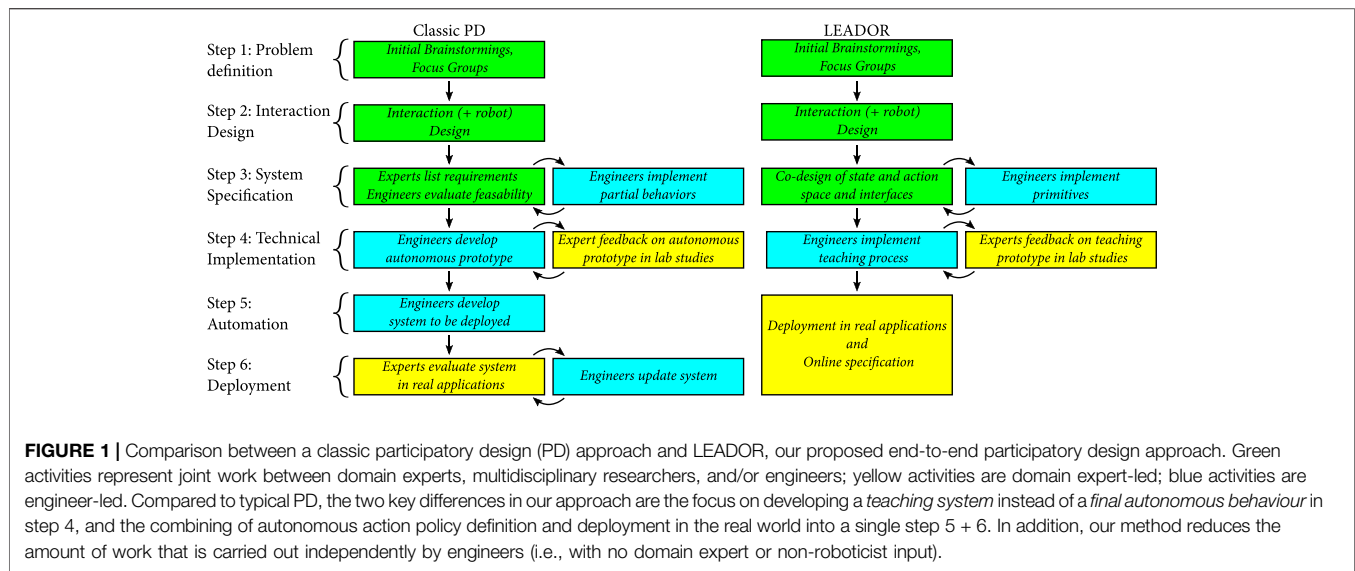 Classic PD
LEADOR
Step 1: Problem
definition
Initial Brainstormings,
Focus Groups
Initial Brainstormings,
Focus Groups
Step 2: Interaction
Design
Interaction (+ robot)
Design
Interaction (+ robot)
Design
Step 3: System
Specification
Experts list requirements
Engineers evaluate feasability
Engineers implement
partial behaviors
Co-design of state and action
space and interfaces
Engineers implement
primitives
Step 4: Technical
Implementation
Engineers develop
autonomous prototype
Expert feedback on autonomous
prototype in lab studies
Engineers implement
teaching process
Experts feedback on teaching
prototype in lab studies
Step 5:
Automation
Engineers develop
system to be deployed
Deployment in real applications
and
Online specification
Step 6:
Deployment
Experts evaluate system
in real applications
Engineers update system
FIGURE 1 | Comparison between a classic participatory design (PD) approach and LEADOR, our proposed end-to-end participatory design approach. Green
activities represent joint work between domain experts, multidisciplinary researchers, and/or engineers; yellow activities are domain expert-led; blue activities are
engineer-led. Compared to typical PD, the two key differences in our approach are the focus on developing a teaching system instead of a final autonomous behaviour in
step 4, and the combining of autonomous action policy definition and deployment in the real world into a single step 5 + 6. In addition, our method reduces the
amount of work that is carried out independently by engineers (i.e., with no domain expert or non-roboticist input).